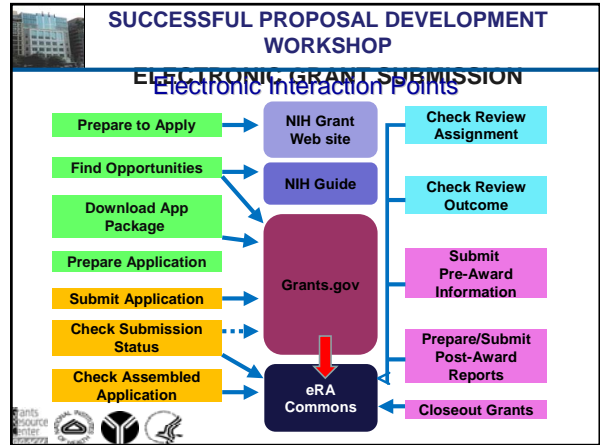 SUCCESSFUL PROPOSAL DEVELOPMENT
WORKSHOP
ELECTRONIC GRANT SUBMISSION
Electronic Interaction Points
Prepare to Apply
Find Opportunities
Download App
Package
Prepare Application
Submit Application
Check Submission
Status
Check Assembled
Application
NIH Grant
Web site
NIH Guide
Grants.gov
eRA
Commons
Check Review
Assignment
Check Review
Outcome
Submit
Pre-Award
Information
Prepare/Submit
Post-Award
Reports
Closeout Grants